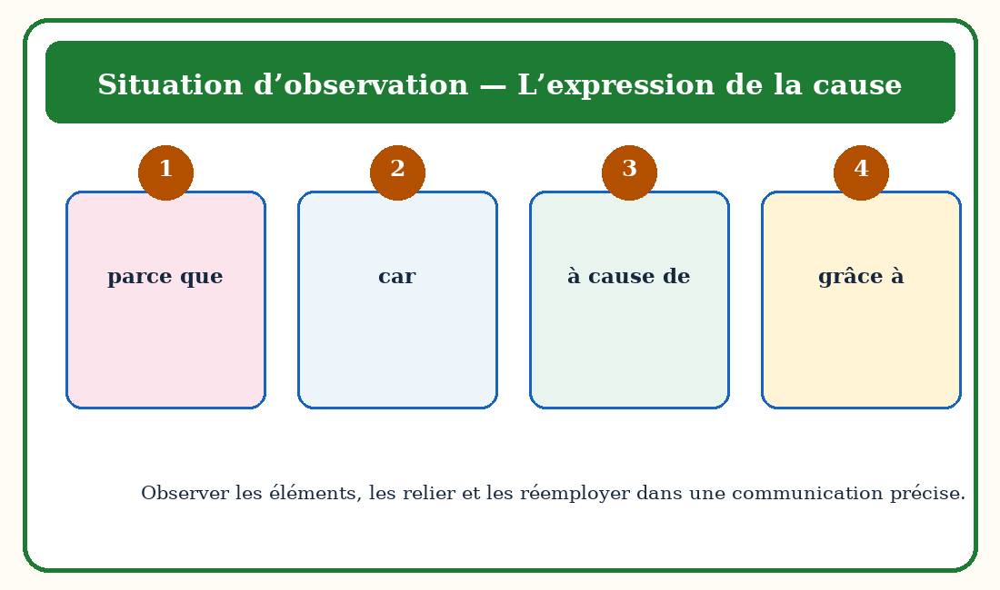 Situation d’observation — L’expression de la cause
1
2
3
4
parce que
car
à cause de
grâce à
Observer les éléments, les relier et les réemployer dans une communication précise.